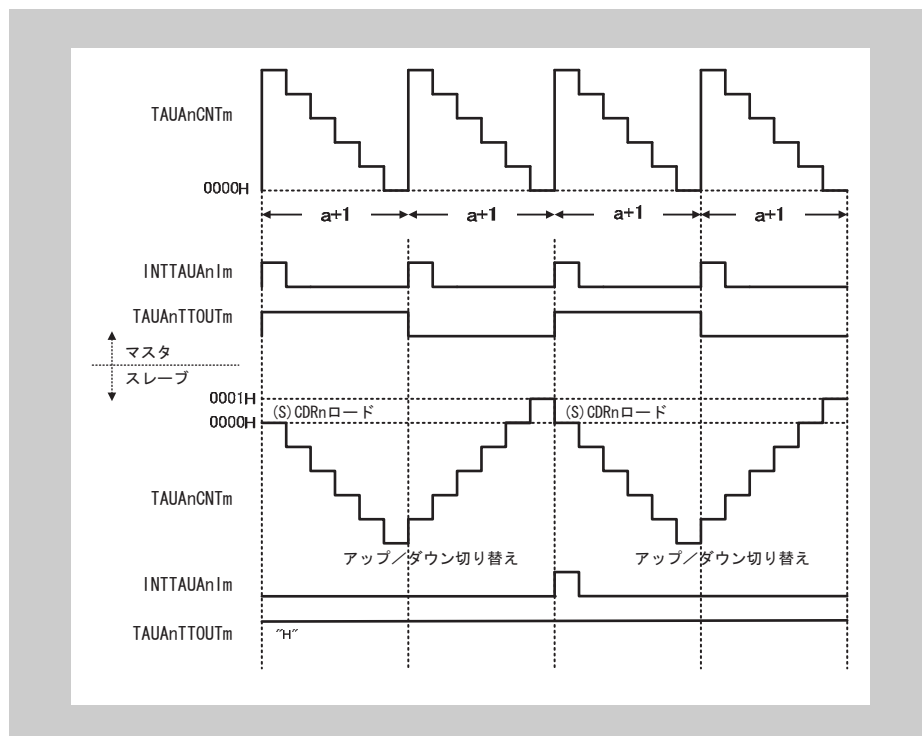 TAUAnCNTm
0000H
a+1 a+1 a+1 a+1
INTTAUAnIm
TAUAnTTOUTm
マスタ
スレーブ
0001H
(S)CDRnロード (S)CDRnロード
0000H
TAUAnCNTm
アップ／ダウン切り替え アップ／ダウン切り替え
INTTAUAnIm
TAUAnTTOUTm "H"